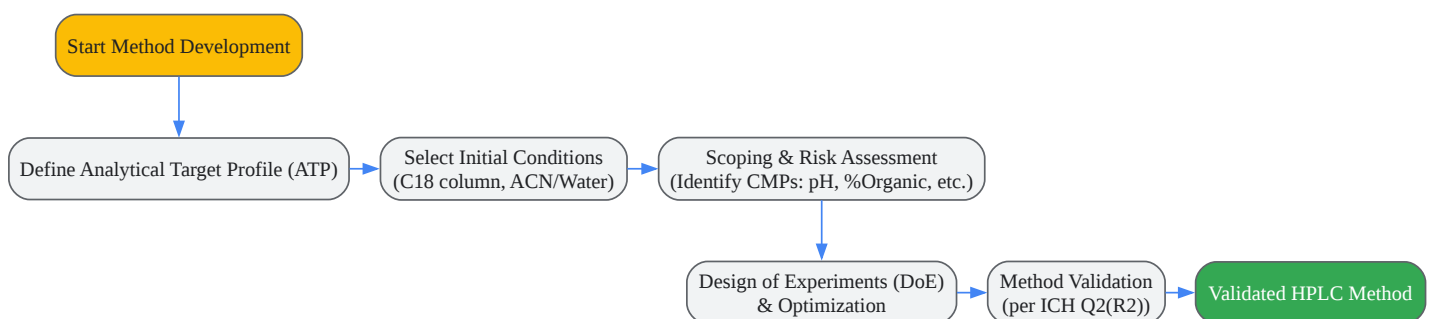 Start Method Development
Define Analytical Target Profile (ATP)
Select Initial Conditions
(C18 column, ACN/Water)
Scoping & Risk Assessment
(Identify CMPs: pH, %Organic, etc.)
Design of Experiments (DoE)
& Optimization
Method Validation
(per ICH Q2(R2))
Validated HPLC Method